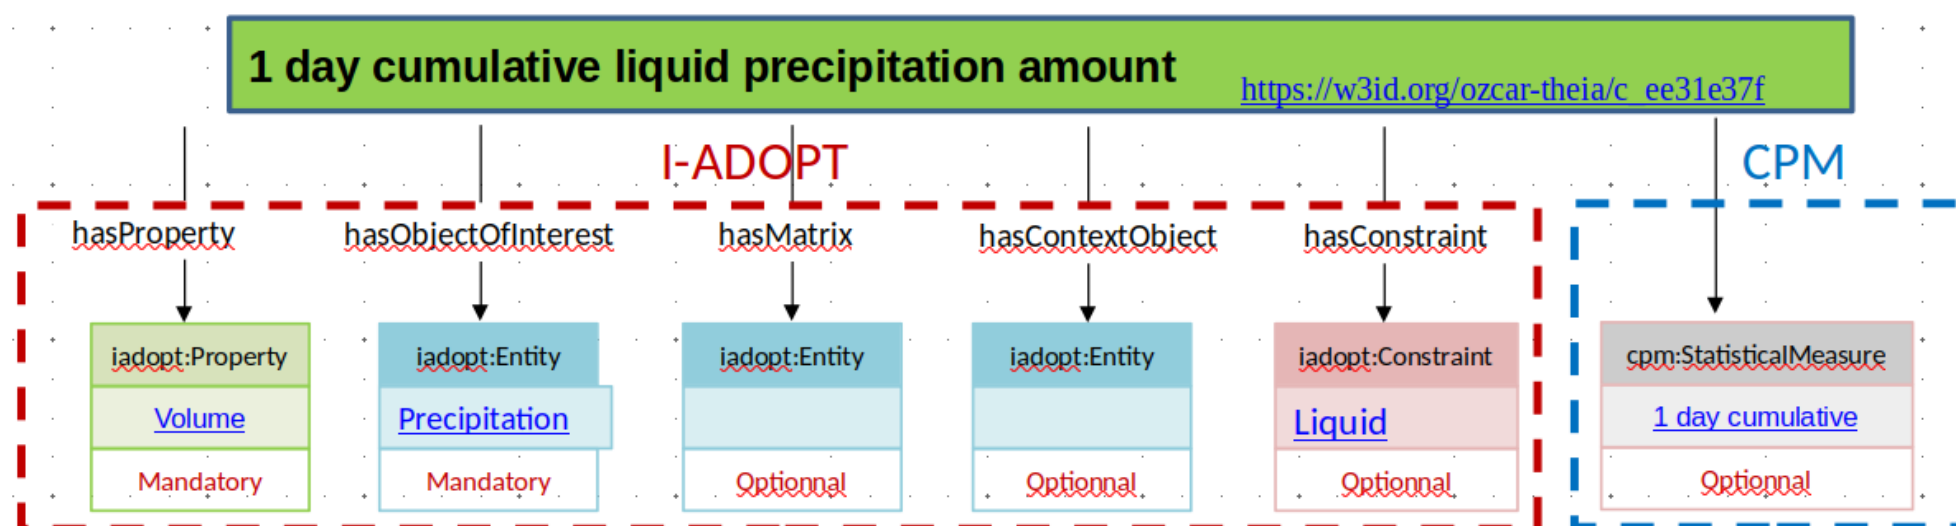 1 day cumulative liquid precipitation amount
https://w3id.org/ozcar-theia/c_ee31e37f
I-ADOPT
CPM
hasProperty
hasObjectOfInterest
hasMatrix
hasContextObject
hasConstraint
iadopt:Property
iadopt:Entity
iadopt:Entity
iadopt:Entity
iadopt:Constraint
cpm:StatisticalMeasure
Volume
Precipitation
Liquid
1 day cumulative
Mandatory
Mandatory
Optionnal
Optionnal
Optionnal
Optionnal